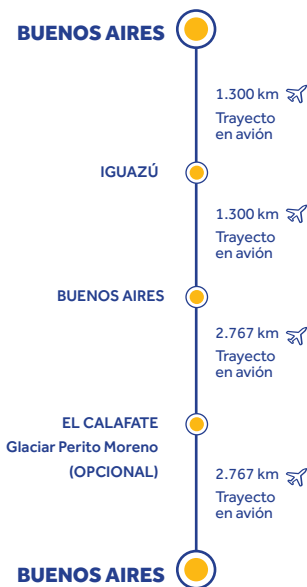 BUENOS AIRES
1.300 km
Trayecto
en avión
IGUAZÚ
1.300 km
Trayecto
en avión
BUENOS AIRES
2.767 km
Trayecto
en avión
EL CALAFATE
Glaciar Perito Moreno
(OPCIONAL)
2.767 km
Trayecto
en avión
BUENOS AIRES